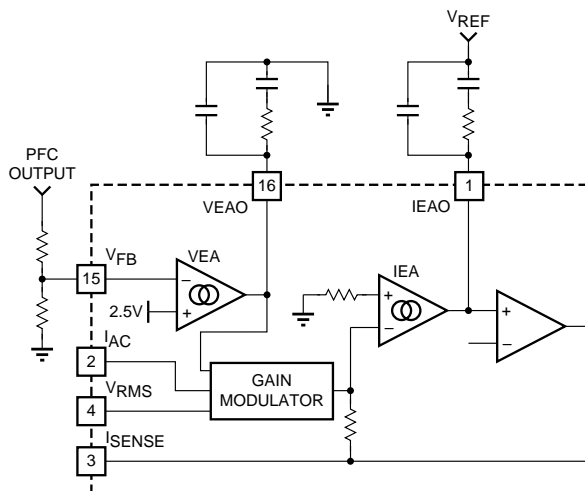 VREF
PFC
OUTPUT
16
1
VEAO
IEAO
VFB
VEA
IEA
15
−
+
2.5V
+
−
+
−
IAC
2
VRMS
GAIN
MODULATOR
4
ISENSE
3